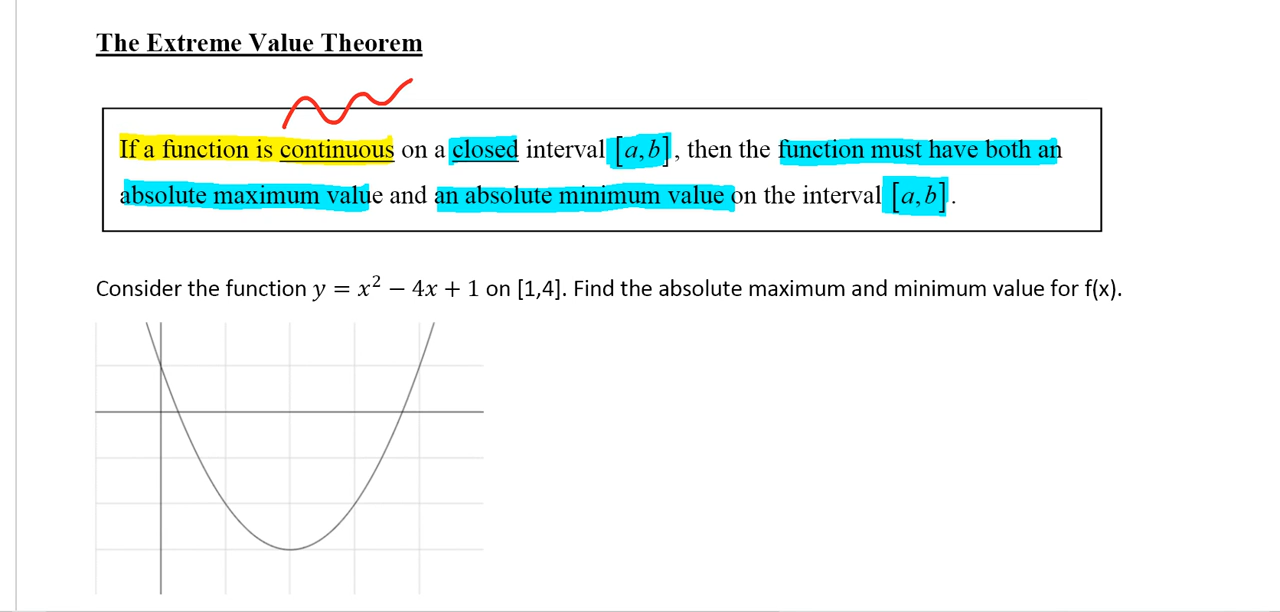 The Extreme Value Theorem
If a function is continuous on a closed interval [a,b], then the function must have both an
absolute maximum value and an absolute minimum value on the interval [a,b].
Consider the function y = x² − 4x + 1 on [1,4]. Find the absolute maximum and minimum value for f(x).